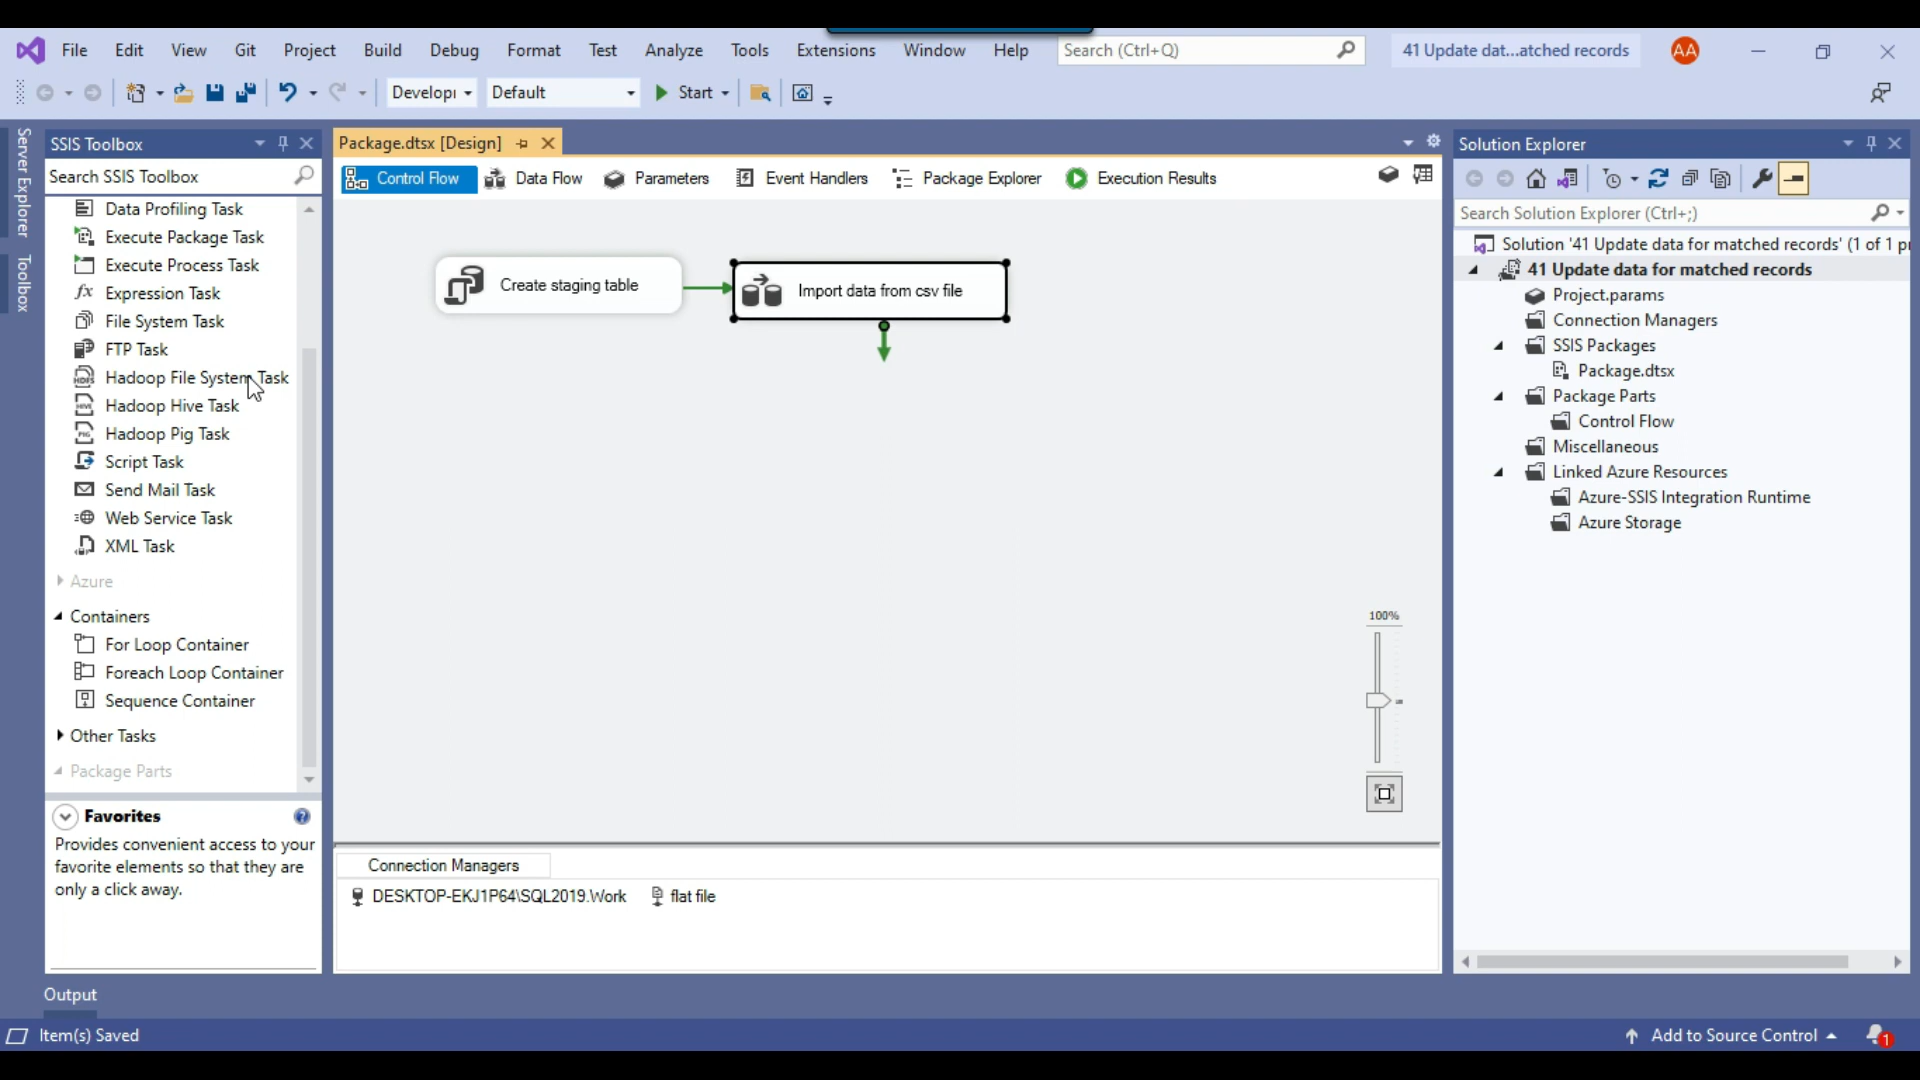 File Edit View Git Project Build Debug Format Test Analyze Tools Extensions Window Help Search (Ctrl+Q) 41 Update dat...atched records AA
Develop Default Start
Server Explorer
Toolbox
SSIS Toolbox
Search SSIS Toolbox
Data Profiling Task
Execute Package Task
Execute Process Task
Expression Task
File System Task
FTP Task
Hadoop File System Task
Hadoop Hive Task
Hadoop Pig Task
Script Task
Send Mail Task
Web Service Task
XML Task
Azure
Containers
For Loop Container
Foreach Loop Container
Sequence Container
Other Tasks
Package Parts
Favorites
Provides convenient access to your
favorite elements so that they are
only a click away.
Package.dtsx [Design]
Control Flow Data Flow Parameters Event Handlers Package Explorer Execution Results
Create staging table
Import data from csv file
100%
Connection Managers
DESKTOP-EKJ1P64\SQL2019.Work flat file
Solution Explorer
Search Solution Explorer (Ctrl+;)
Solution '41 Update data for matched records' (1 of 1 p
41 Update data for matched records
Project.params
Connection Managers
SSIS Packages
Package.dtsx
Package Parts
Control Flow
Miscellaneous
Linked Azure Resources
Azure-SSIS Integration Runtime
Azure Storage
Output
Item(s) Saved
Add to Source Control
1